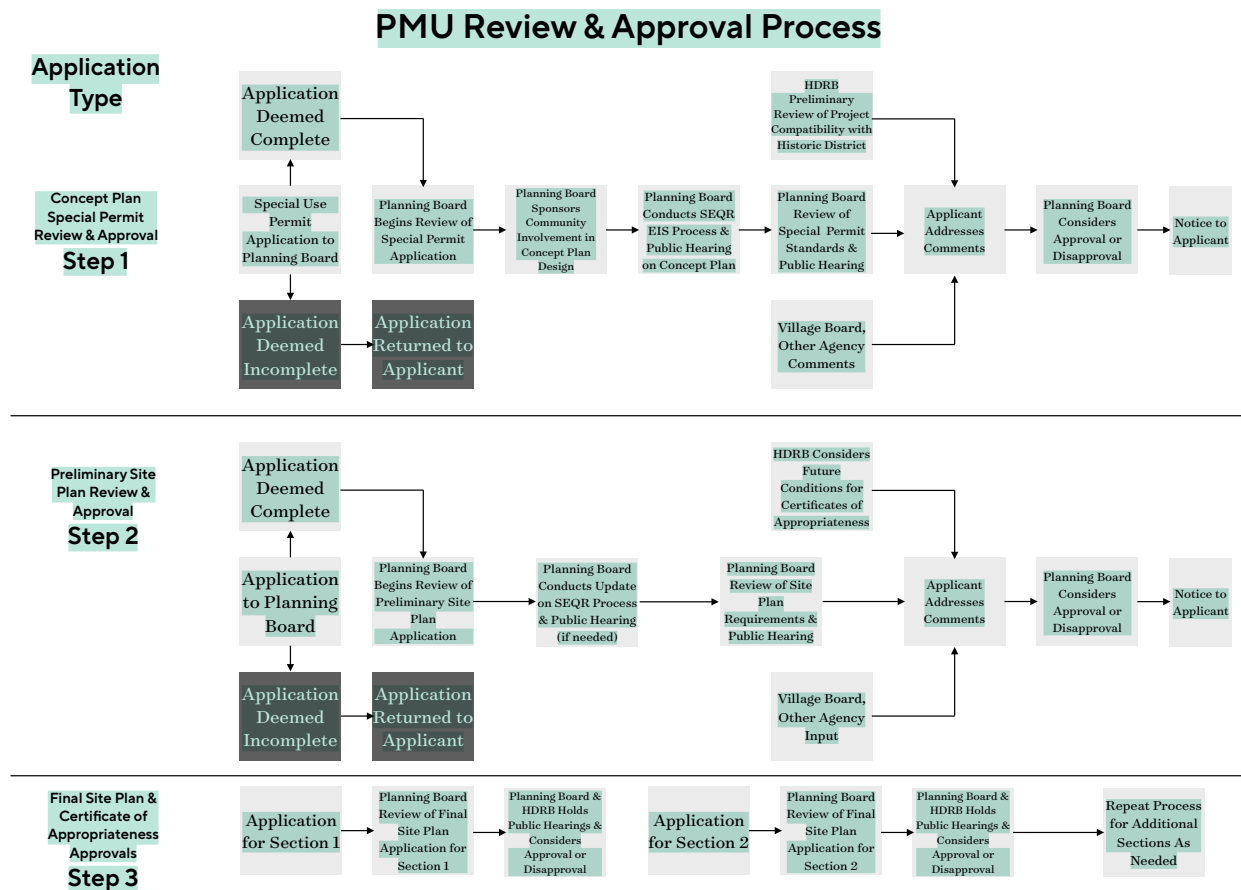 PMU Review & Approval Process
Application
Type
Concept Plan
Special Permit
Review & Approval
Step 1
Application
Deemed
Complete
Special Use
Permit
Application to
Planning Board
Application
Deemed
Incomplete
Application
Returned to
Applicant
Planning Board
Begins Review of
Special Permit
Application
Planning Board
Sponsors
Community
Involvement in
Concept Plan
Design
Planning Board
Conducts SEQR
EIS Process &
Public Hearing
on Concept Plan
Planning Board
Review of
Special Permit
Standards &
Public Hearing
HDRB
Preliminary
Review of Project
Compatibility with
Historic District
Village Board,
Other Agency
Comments
Applicant
Addresses
Comments
Planning Board
Considers
Approval or
Disapproval
Notice to
Applicant
Preliminary Site
Plan Review &
Approval
Step 2
Application
Deemed
Complete
Application
to Planning
Board
Application
Deemed
Incomplete
Application
Returned to
Applicant
Planning Board
Begins Review of
Preliminary Site
Plan
Application
Planning Board
Conducts Update
on SEQR Process
& Public Hearing
(if needed)
Planning Board
Review of Site
Plan
Requirements &
Public Hearing
HDRB Considers
Future
Conditions for
Certificates of
Appropriateness
Village Board,
Other Agency
Input
Applicant
Addresses
Comments
Planning Board
Considers
Approval or
Disapproval
Notice to
Applicant
Final Site Plan &
Certificate of
Appropriateness
Approvals
Step 3
Application
for Section 1
Planning Board
Review of Final
Site Plan
Application for
Section 1
Planning Board &
HDRB Holds
Public Hearings &
Considers
Approval or
Disapproval
Application
for Section 2
Planning Board
Review of Final
Site Plan
Application for
Section 2
Planning Board &
HDRB Holds
Public Hearings &
Considers
Approval or
Disapproval
Repeat Process
for Additional
Sections As
Needed